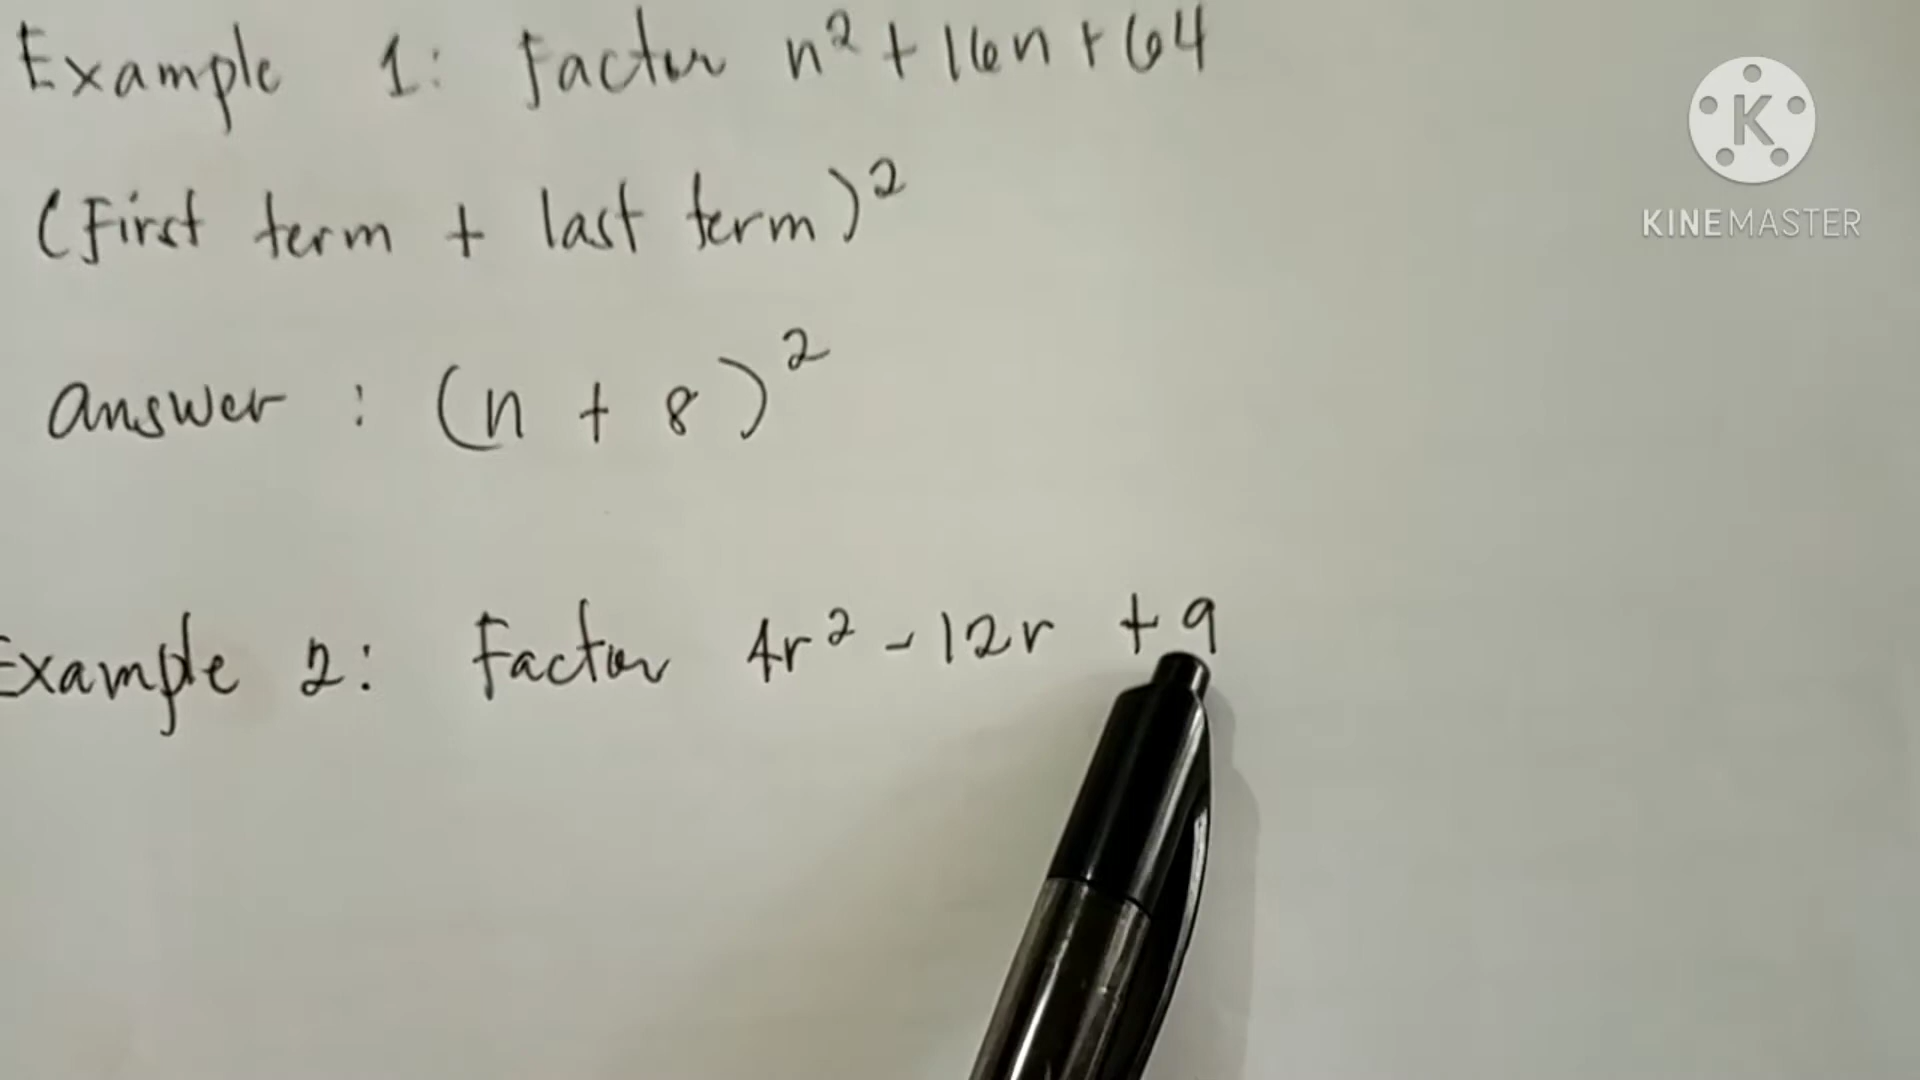 Example 1: Factor n² + 16n + 64
(First term + last term)²
answer : (n + 8)²
Example 2: Factor 4r² - 12r + 9
K
KINEMASTER